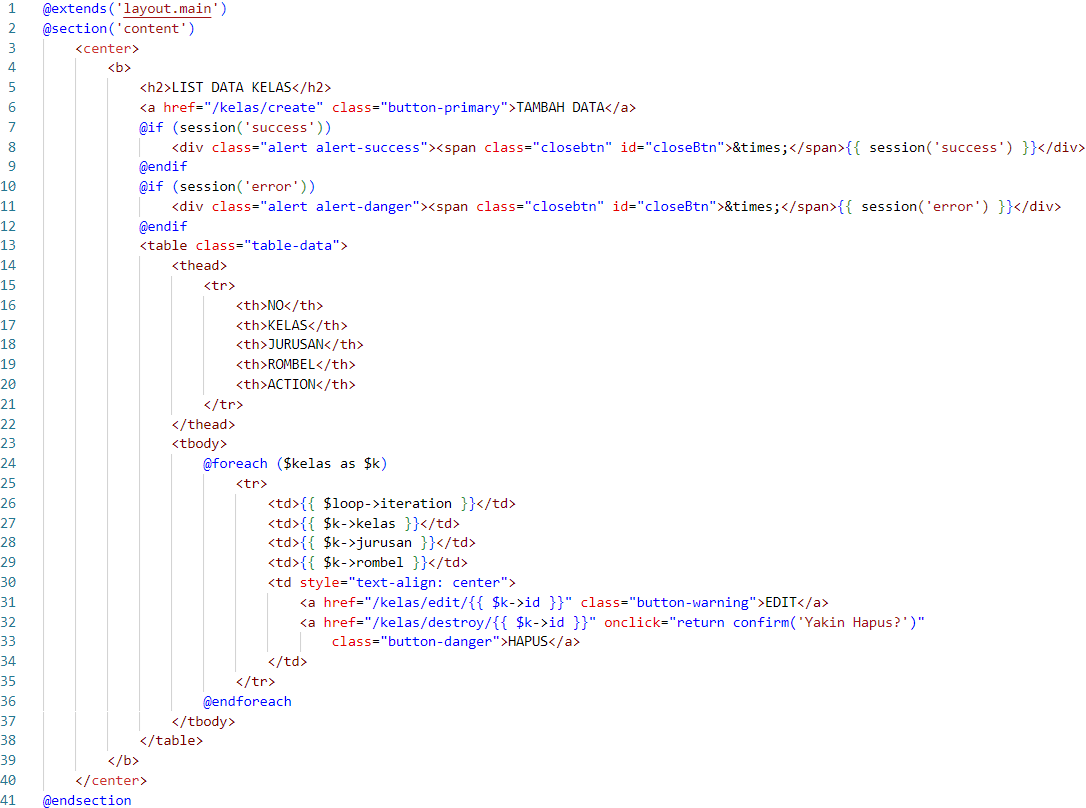 1 @extends('layout.main')
2 @section('content')
3     <center>
4         <b>
5             <h2>LIST DATA KELAS</h2>
6             <a href="/kelas/create" class="button-primary">TAMBAH DATA</a>
7             @if (session('success'))
8                 <div class="alert alert-success"><span class="closebtn" id="closeBtn">&times;</span>{{ session('success') }}</div>
9             @endif
10             @if (session('error'))
11                 <div class="alert alert-danger"><span class="closebtn" id="closeBtn">&times;</span>{{ session('error') }}</div>
12             @endif
13             <table class="table-data">
14                 <thead>
15                     <tr>
16                         <th>NO</th>
17                         <th>KELAS</th>
18                         <th>JURUSAN</th>
19                         <th>ROMBEL</th>
20                         <th>ACTION</th>
21                     </tr>
22                 </thead>
23                 <tbody>
24                     @foreach ($kelas as $k)
25                         <tr>
26                             <td>{{ $loop->iteration }}</td>
27                             <td>{{ $k->kelas }}</td>
28                             <td>{{ $k->jurusan }}</td>
29                             <td>{{ $k->rombel }}</td>
30                             <td style="text-align: center">
31                                 <a href="/kelas/edit/{{ $k->id }}" class="button-warning">EDIT</a>
32                                 <a href="/kelas/destroy/{{ $k->id }}" onclick="return confirm('Yakin Hapus?')"
33                                     class="button-danger">HAPUS</a>
34                             </td>
35                         </tr>
36                     @endforeach
37                 </tbody>
38             </table>
39         </b>
40     </center>
41 @endsection